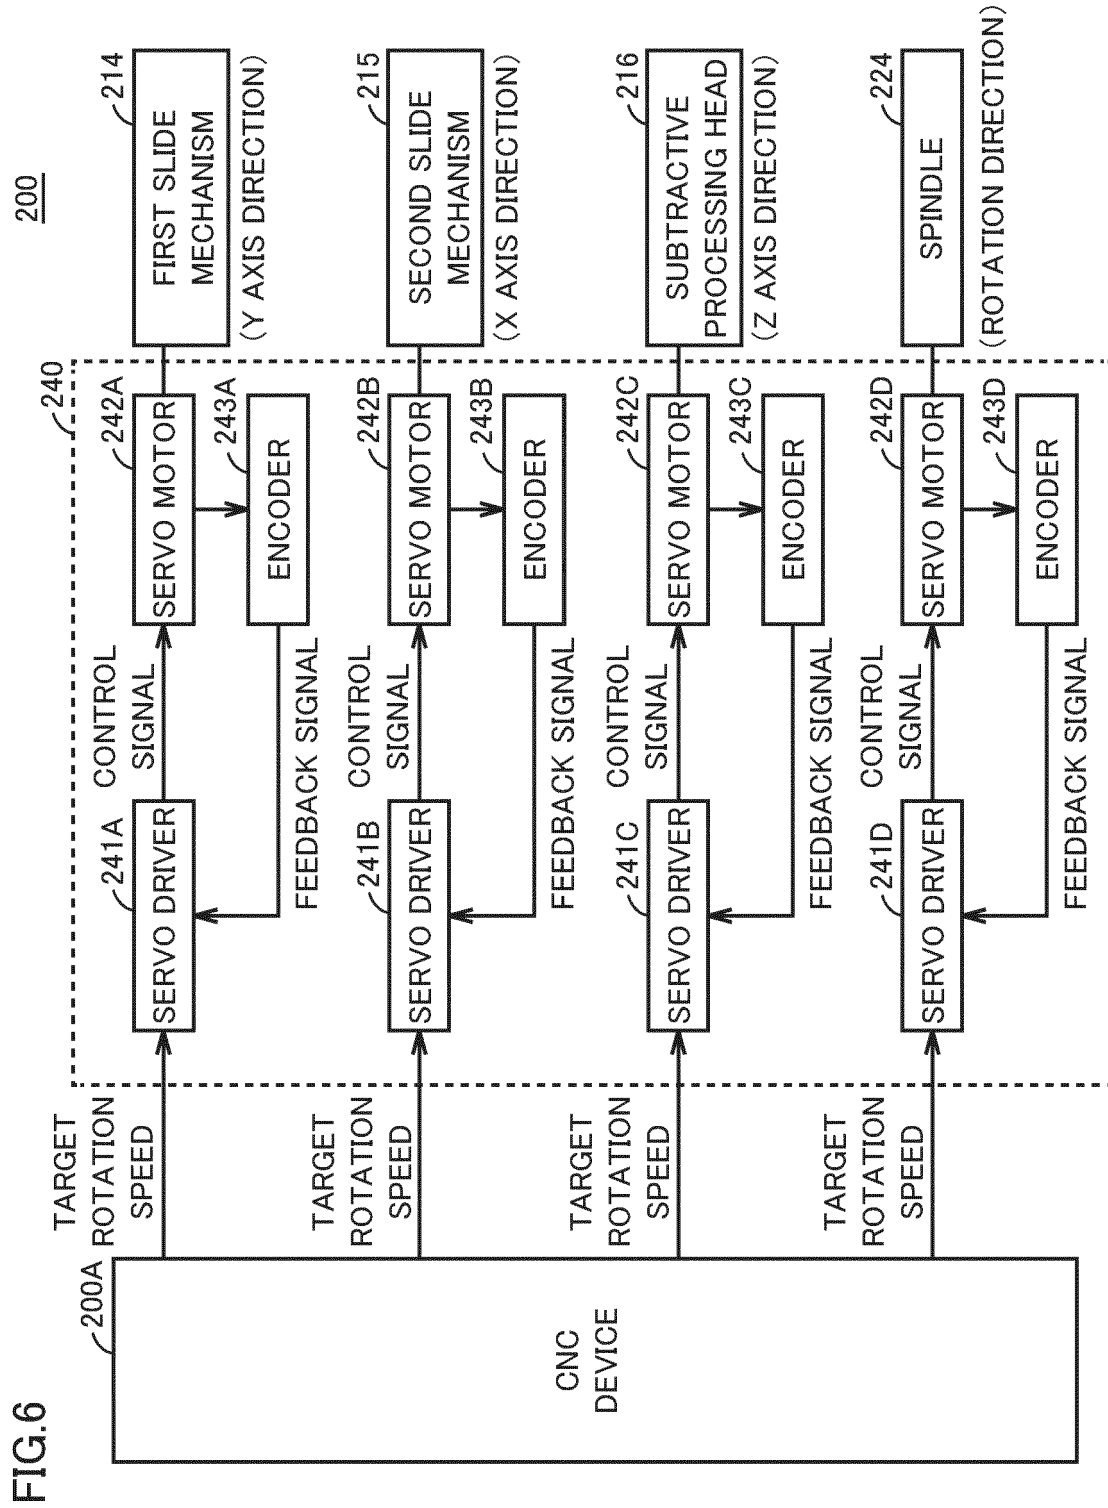 FIG.6
200
200A
CNC
DEVICE
240
TARGET
ROTATION
SPEED
241A
SERVO DRIVER
CONTROL
SIGNAL
242A
SERVO MOTOR
243A
ENCODER
FEEDBACK SIGNAL
214
FIRST SLIDE
MECHANISM
(Y AXIS DIRECTION)
TARGET
ROTATION
SPEED
241B
SERVO DRIVER
CONTROL
SIGNAL
242B
SERVO MOTOR
243B
ENCODER
FEEDBACK SIGNAL
215
SECOND SLIDE
MECHANISM
(X AXIS DIRECTION)
TARGET
ROTATION
SPEED
241C
SERVO DRIVER
CONTROL
SIGNAL
242C
SERVO MOTOR
243C
ENCODER
FEEDBACK SIGNAL
216
SUBTRACTIVE
PROCESSING HEAD
(Z AXIS DIRECTION)
TARGET
ROTATION
SPEED
241D
SERVO DRIVER
CONTROL
SIGNAL
242D
SERVO MOTOR
243D
ENCODER
FEEDBACK SIGNAL
224
SPINDLE
(ROTATION DIRECTION)